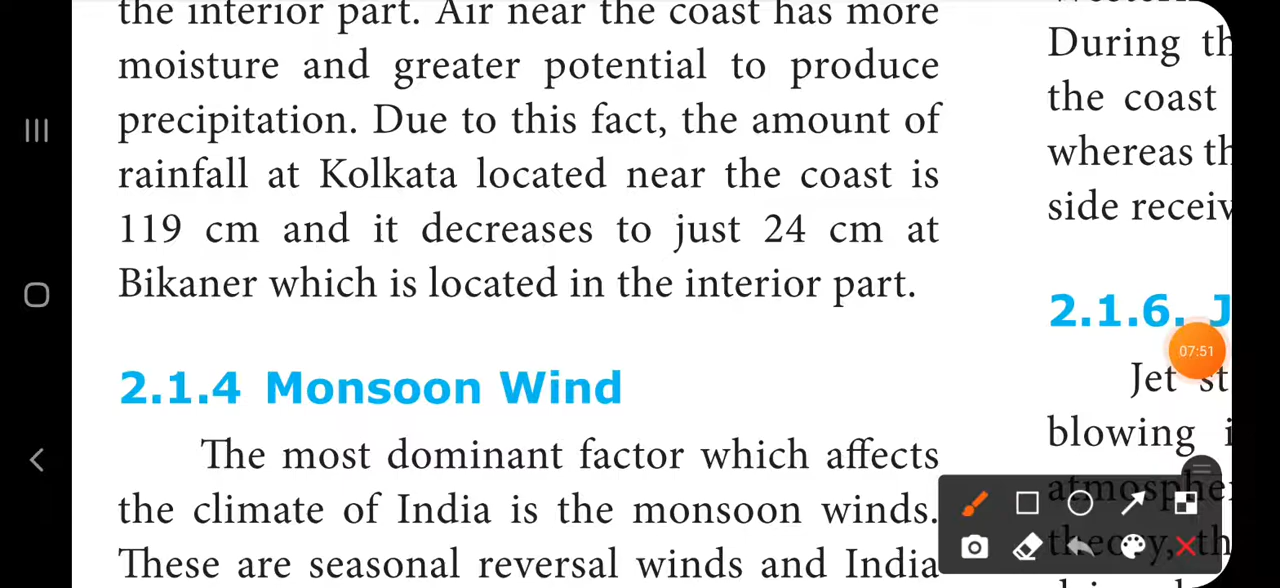 the interior part. Air near the coast has more
moisture and greater potential to produce
precipitation. Due to this fact, the amount of
rainfall at Kolkata located near the coast is
119 cm and it decreases to just 24 cm at
Bikaner which is located in the interior part.
2.1.4 Monsoon Wind
The most dominant factor which affects
the climate of India is the monsoon winds.
These are seasonal reversal winds and India
During th
the coast
whereas th
side receiv
2.1.6. J
07:51
Jet st
blowing i
atmospher
theory, th